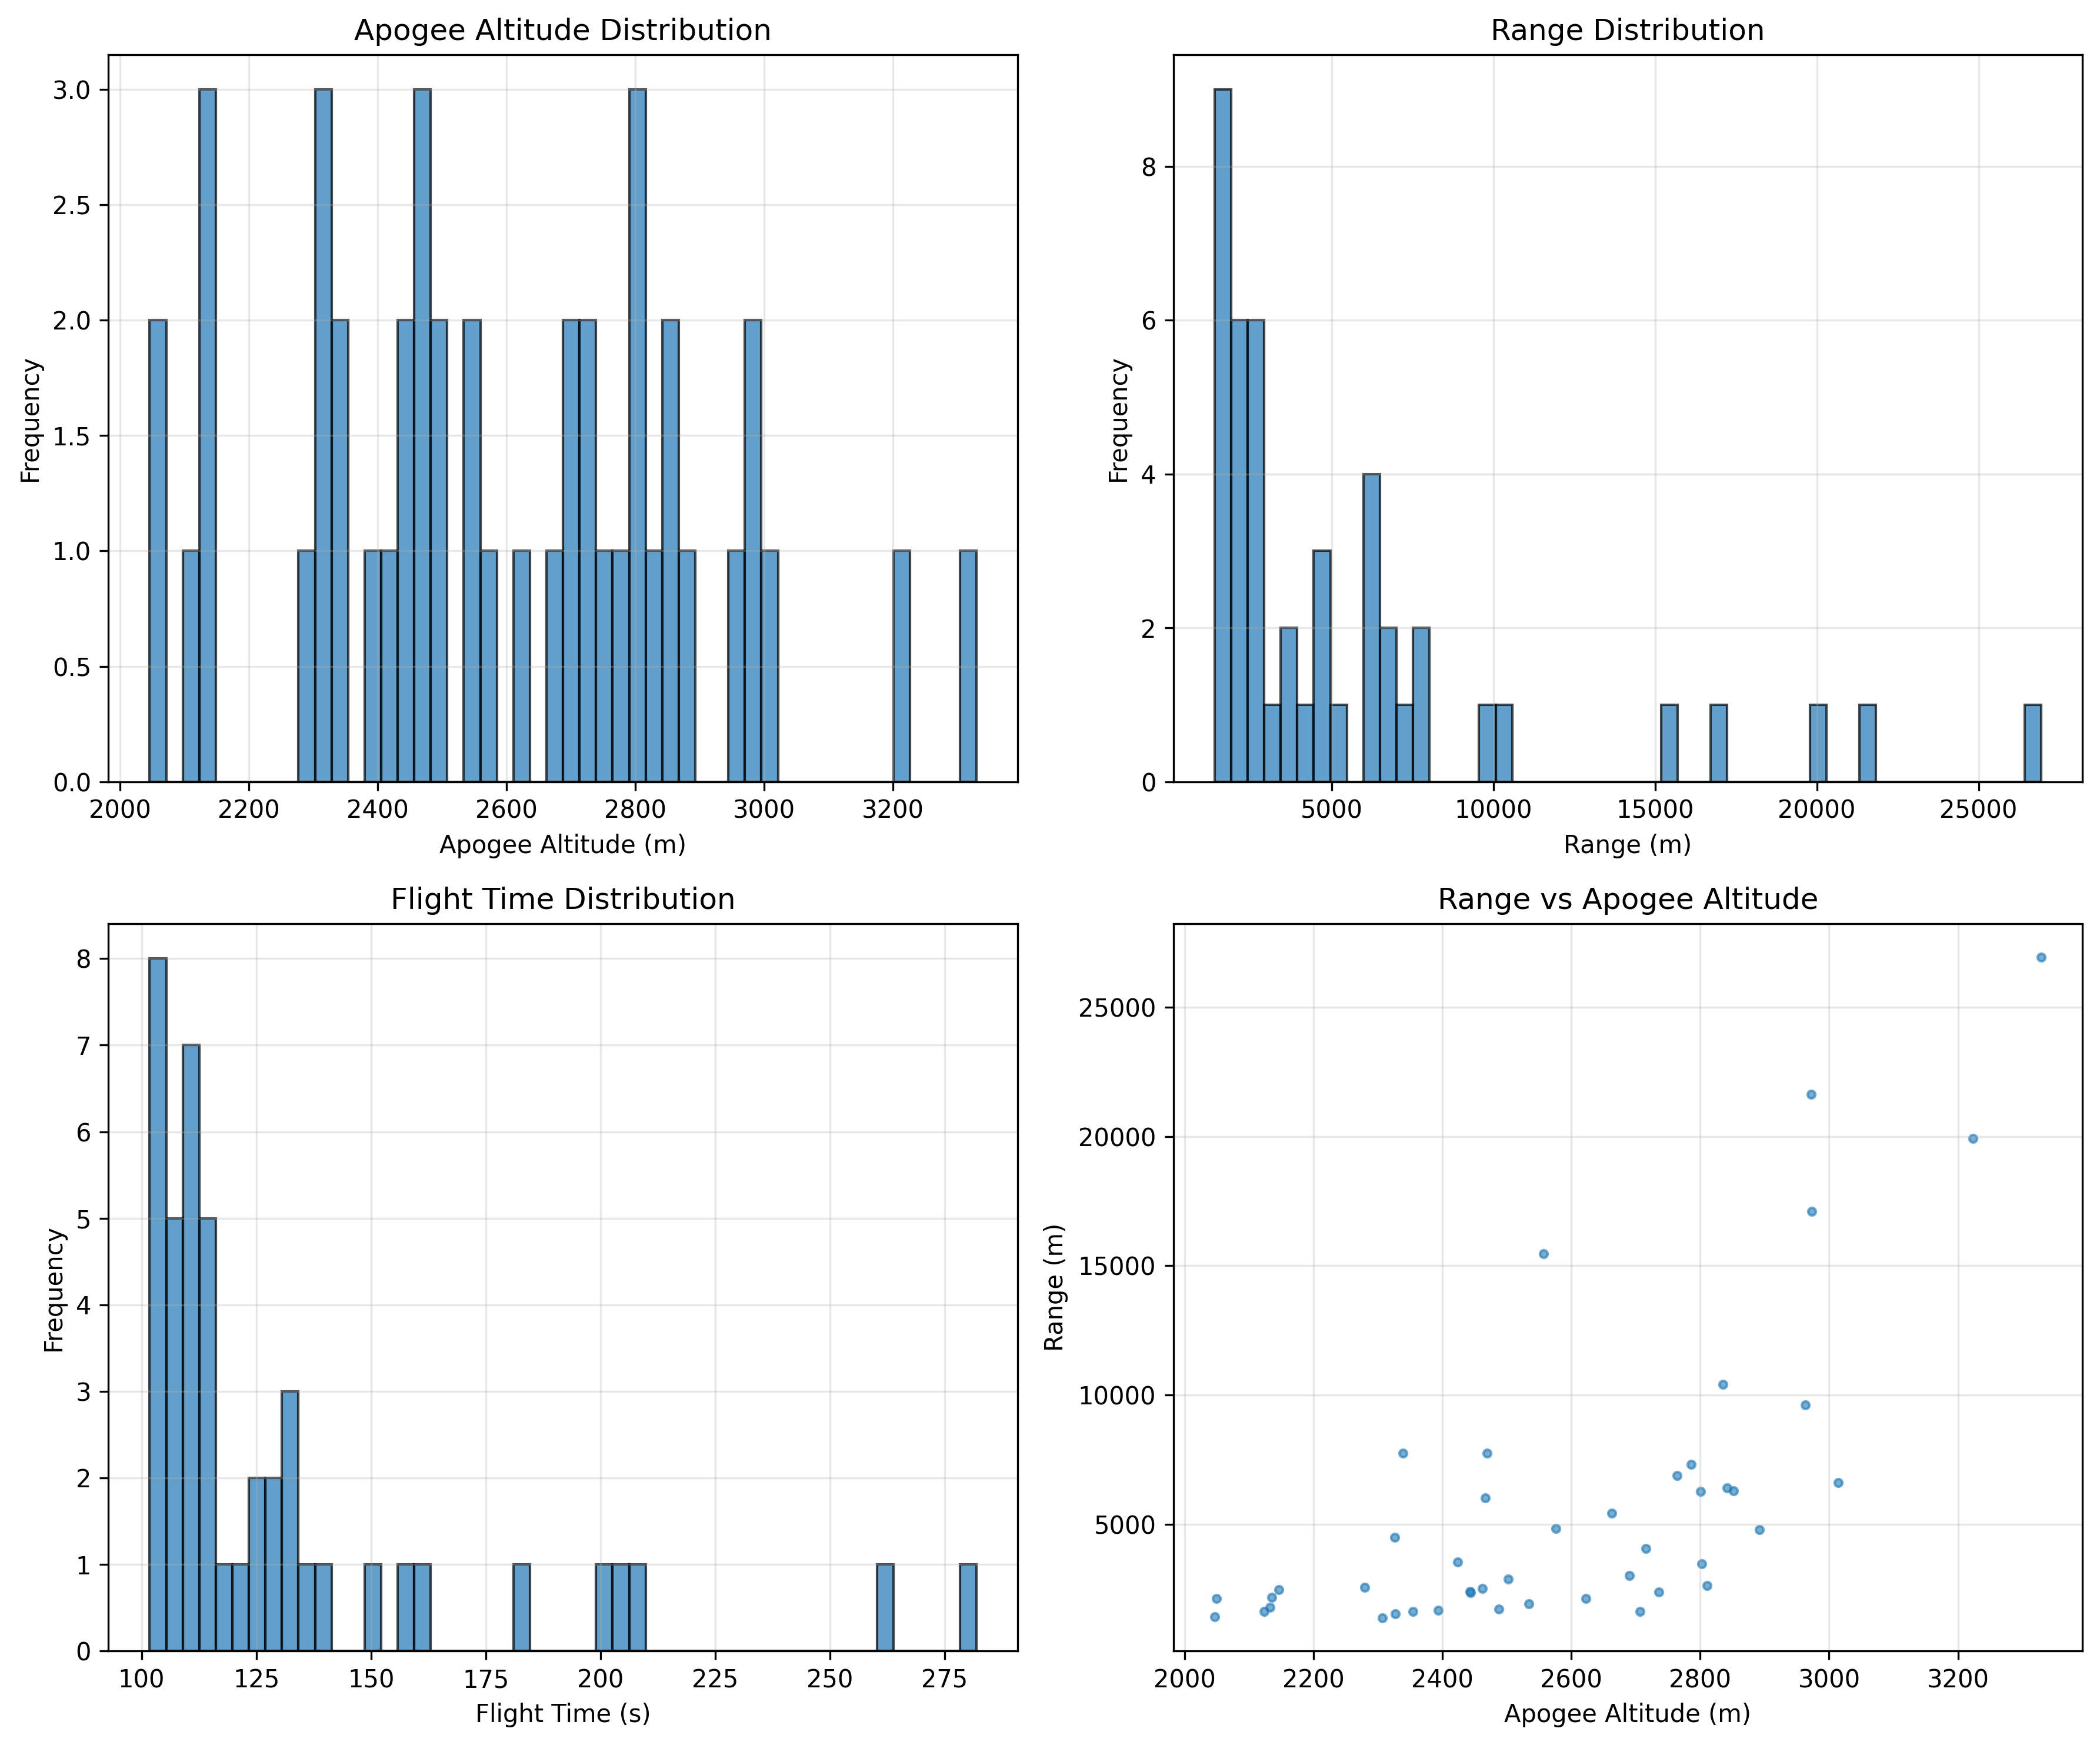 Apogee Altitude Distribution
3.0
2.5
2.0
1.5
1.0
0.5
0.0
Frequency
2000 2200 2400 2600 2800 3000 3200
Apogee Altitude (m)
Range Distribution
8
6
4
2
0
Frequency
5000 10000 15000 20000 25000
Range (m)
Flight Time Distribution
8
7
6
5
4
3
2
1
0
Frequency
100 125 150 175 200 225 250 275
Flight Time (s)
Range vs Apogee Altitude
25000
20000
15000
10000
5000
Range (m)
2000 2200 2400 2600 2800 3000 3200
Apogee Altitude (m)